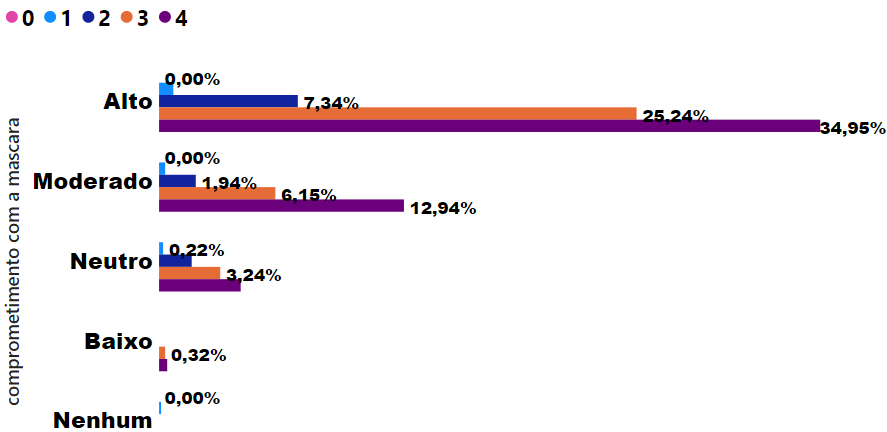 0 1 2 3 4
comprometimento com a mascara
Alto
0,00%
7,34%
25,24%
34,95%
Moderado
0,00%
1,94%
6,15%
12,94%
Neutro
0,22%
3,24%
Baixo
0,32%
Nenhum
0,00%